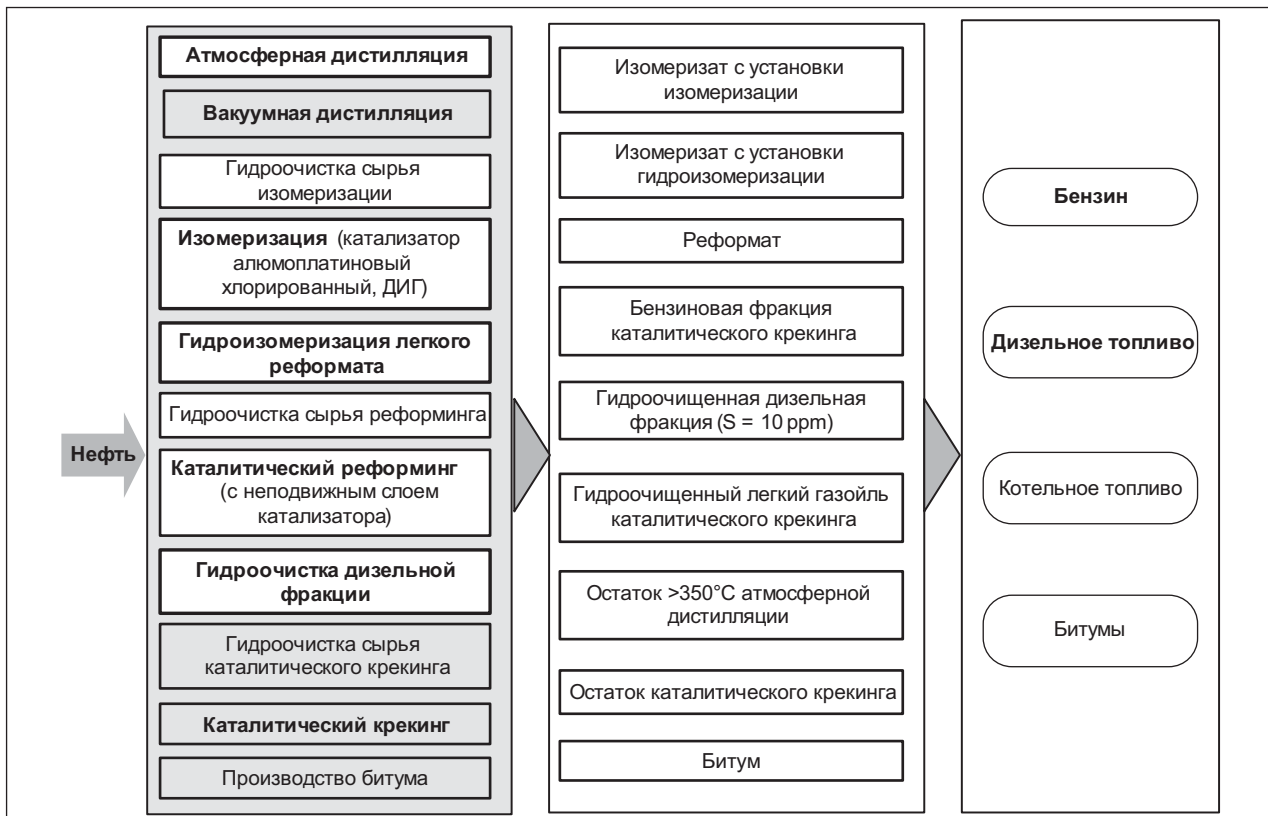 Нефть
Атмосферная дистилляция
Вакуумная дистилляция
Гидроочистка сырья
изомеризации
Изомеризация (катализатор
алюмоплатиновый
хлорированный, ДИГ)
Гидроизомеризация легкого
реформата
Гидроочистка сырья реформинга
Каталитический реформинг
(с неподвижным слоем
катализатора)
Гидроочистка дизельной
фракции
Гидроочистка сырья
каталитического крекинга
Каталитический крекинг
Производство битума
Изомеризат с установки
изомеризации
Изомеризат с установки
гидроизомеризации
Реформат
Бензиновая фракция
каталитического крекинга
Гидроочищенная дизельная
фракция (S = 10 ppm)
Гидроочищенный легкий газойль
каталитического крекинга
Остаток >350°C атмосферной
дистилляции
Остаток каталитического крекинга
Битум
Бензин
Дизельное топливо
Котельное топливо
Битумы